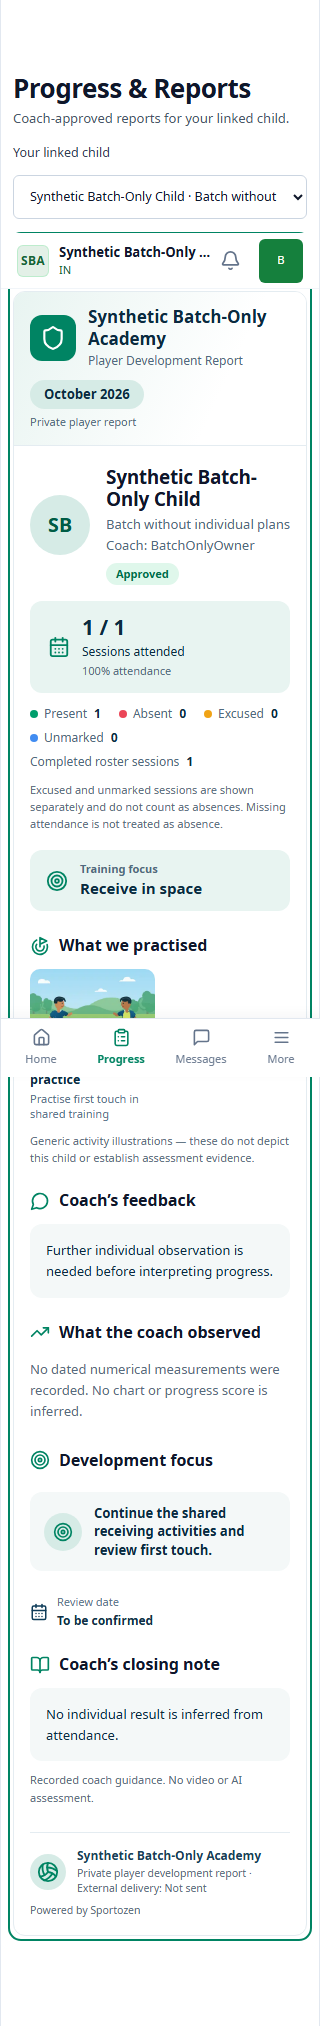 Progress & Reports
Coach-approved reports for your linked child.
Your linked child
Synthetic Batch-Only Child · Batch without
SBA
Synthetic Batch-Only ...
IN
B
Synthetic Batch-Only
Academy
Player Development Report
October 2026
Private player report
SB
Synthetic Batch-
Only Child
Batch without individual plans
Coach: BatchOnlyOwner
Approved
1 / 1
Sessions attended
100% attendance
Present 1 Absent 0 Excused 0
Unmarked 0
Completed roster sessions 1
Excused and unmarked sessions are shown
separately and do not count as absences. Missing
attendance is not treated as absence.
Training focus
Receive in space
What we practised
Home
Progress
Messages
More
practice
Practise first touch in
shared training
Generic activity illustrations — these do not depict
this child or establish assessment evidence.
Coach’s feedback
Further individual observation is
needed before interpreting progress.
What the coach observed
No dated numerical measurements were
recorded. No chart or progress score is
inferred.
Development focus
Continue the shared
receiving activities and
review first touch.
Review date
To be confirmed
Coach’s closing note
No individual result is inferred from
attendance.
Recorded coach guidance. No video or AI
assessment.
Synthetic Batch-Only Academy
Private player development report ·
External delivery: Not sent
Powered by Sportozen